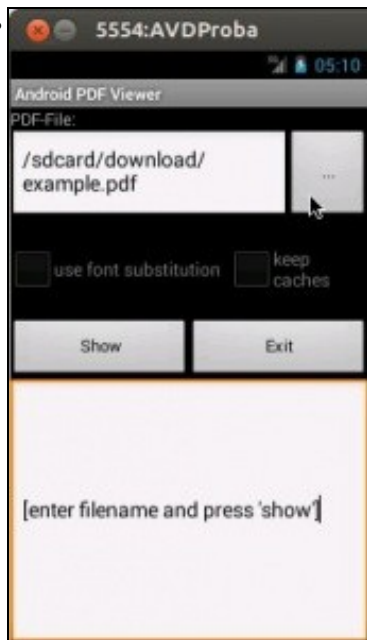 5554:AVDProba
05:10
Android PDF Viewer
PDF-File:
/sdcard/download/
example.pdf
...
use font substitution
keep
caches
Show
Exit
[enter filename and press 'show']